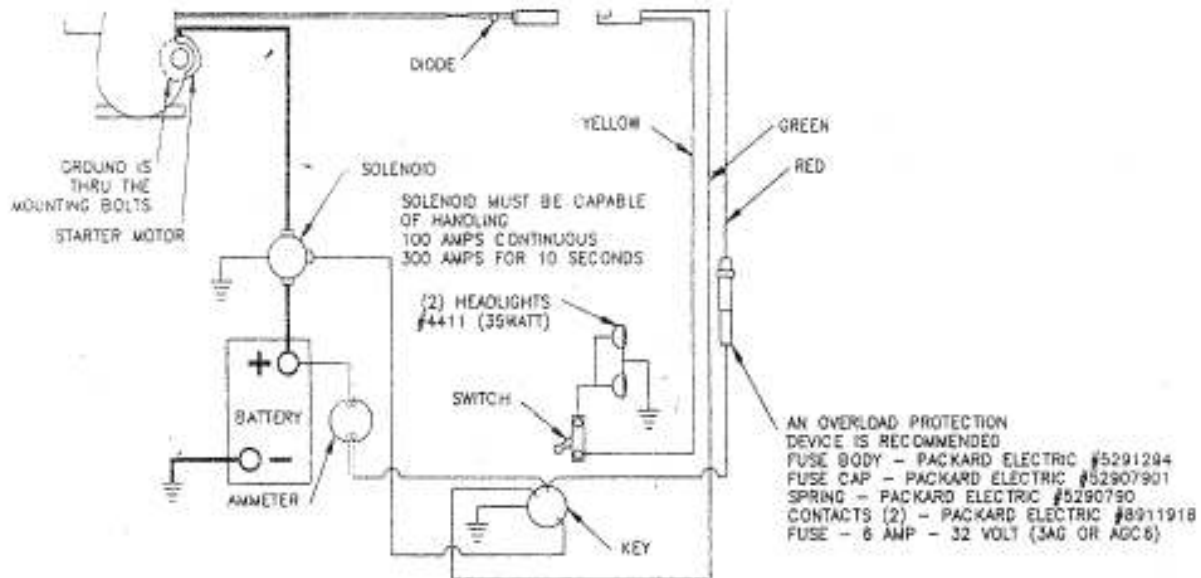 DIODE
YELLOW
GREEN
RED
GROUND IS
THRU THE
MOUNTING BOLTS
STARTER MOTOR
SOLENOID
SOLENOID MUST BE CAPABLE
OF HANDLING
100 AMPS CONTINUOUS
300 AMPS FOR 10 SECONDS
(2) HEADLIGHTS
#4411 (35WATT)
SWITCH
+
BATTERY
−
AMMETER
KEY
AN OVERLOAD PROTECTION
DEVICE IS RECOMMENDED
FUSE BODY – PACKARD ELECTRIC #5291294
FUSE CAP – PACKARD ELECTRIC #52907901
SPRING – PACKARD ELECTRIC #5290790
CONTACTS (2) – PACKARD ELECTRIC #8911918
FUSE – 6 AMP – 32 VOLT (3AG OR AGC6)